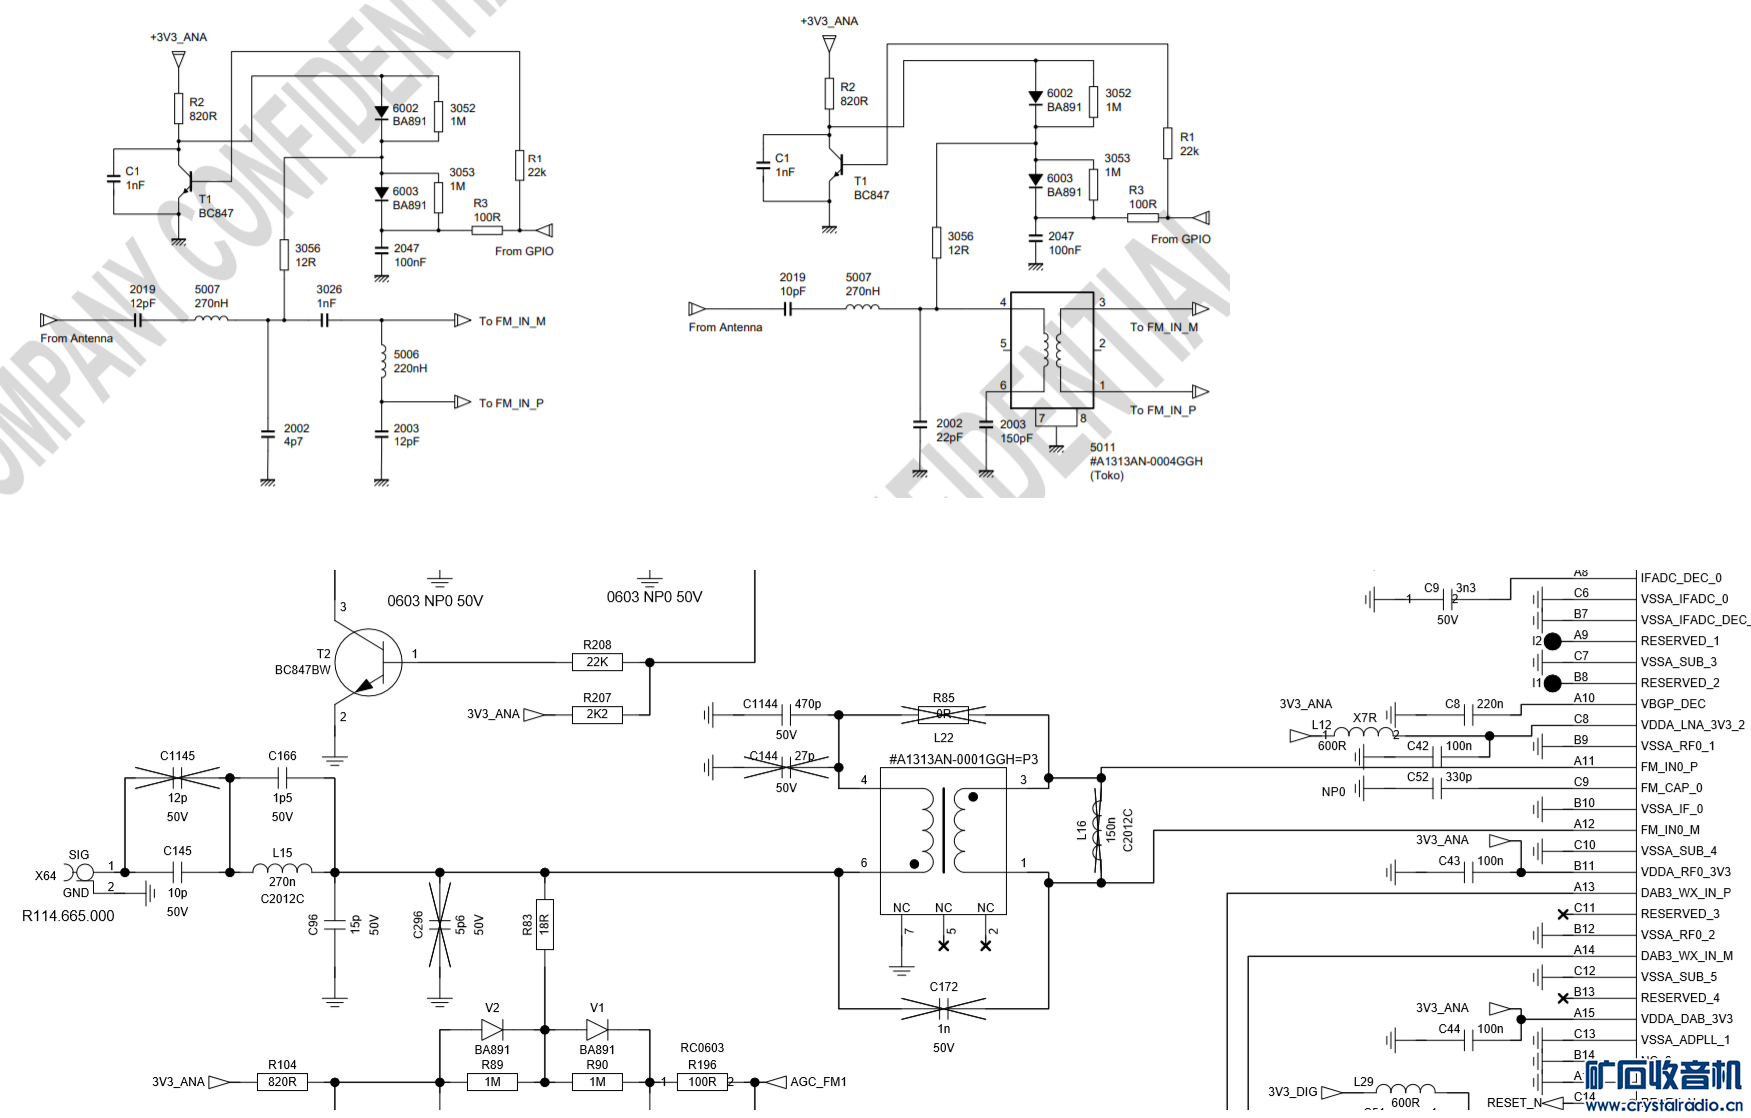 +3V3_ANA
R2
820R
C1
1nF
T1
BC847
6002
BA891
3052
1M
6003
BA891
3053
1M
R1
22k
R3
100R
From GPIO
2047
100nF
3056
12R
2019
12pF
5007
270nH
3026
1nF
From Antenna
To FM_IN_M
5006
220nH
To FM_IN_P
2002
4p7
2003
12pF
COMPANY CONFIDENTIAL
+3V3_ANA
R2
820R
C1
1nF
T1
BC847
6002
BA891
3052
1M
6003
BA891
3053
1M
R1
22k
R3
100R
From GPIO
2047
100nF
3056
12R
2019
10pF
5007
270nH
From Antenna
4
3
To FM_IN_M
5
2
6
1
To FM_IN_P
7
8
2002
22pF
2003
150pF
5011
#A1313AN-0004GGH
(Toko)
CONFIDENTIAL
0603 NP0 50V
0603 NP0 50V
3
T2
BC847BW
1
2
R208
22K
R207
2K2
3V3_ANA
C1145
12p
50V
C166
1p5
50V
SIG
X64
GND
1
2
R114.665.000
C145
10p
50V
L15
270n
C2012C
C96
15p
50V
C296
5p6
50V
R83
18R
C1144
470p
50V
C144
27p
50V
R85
0R
L22
#A1313AN-0001GGH=P3
4
3
6
1
NC
NC
NC
7
5
2
L16
150n
C2012C
C172
1n
50V
V2
BA891
V1
BA891
R104
820R
3V3_ANA
R89
1M
R90
1M
RC0603
R196
100R
1
2
AGC_FM1
C9
3n3
1
2
50V
3V3_ANA
L12
600R
X7R
1
2
C8
220n
C42
100n
C52
330p
NP0
3V3_ANA
C43
100n
3V3_ANA
C44
100n
3V3_DIG
L29
600R
RESET_N
I2
I1
A8
IFADC_DEC_0
C6
VSSA_IFADC_0
B7
VSSA_IFADC_DEC_
A9
RESERVED_1
C7
VSSA_SUB_3
B8
RESERVED_2
A10
VBGP_DEC
C8
VDDA_LNA_3V3_2
B9
VSSA_RF0_1
A11
FM_IN0_P
C9
FM_CAP_0
B10
VSSA_IF_0
A12
FM_IN0_M
C10
VSSA_SUB_4
B11
VDDA_RF0_3V3
A13
DAB3_WX_IN_P
C11
RESERVED_3
B12
VSSA_RF0_2
A14
DAB3_WX_IN_M
C12
VSSA_SUB_5
B13
RESERVED_4
A15
VDDA_DAB_3V3
C13
VSSA_ADPLL_1
B14
C14
矿石收音机
www.crystalradio.cn